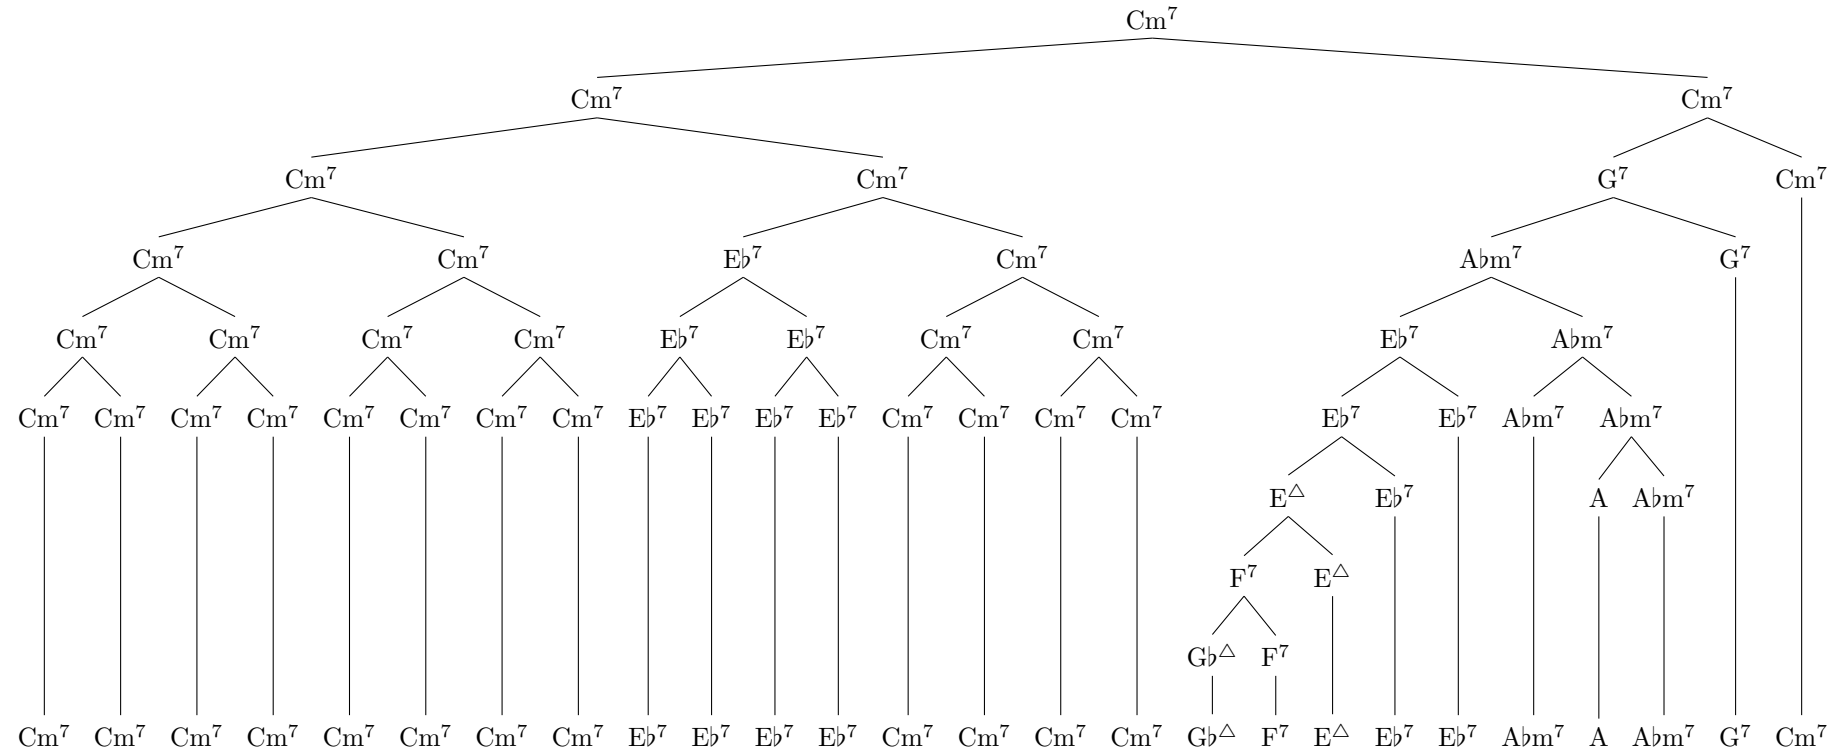 Cm⁷
Cm⁷ Cm⁷
Cm⁷ Cm⁷ G⁷ Cm⁷
Cm⁷ Cm⁷ E♭⁷ Cm⁷ A♭m⁷ G⁷
Cm⁷ Cm⁷ Cm⁷ Cm⁷ E♭⁷ E♭⁷ Cm⁷ Cm⁷ E♭⁷ A♭m⁷
Cm⁷ Cm⁷ Cm⁷ Cm⁷ Cm⁷ Cm⁷ Cm⁷ Cm⁷ E♭⁷ E♭⁷ E♭⁷ E♭⁷ Cm⁷ Cm⁷ Cm⁷ Cm⁷ E♭⁷ E♭⁷ A♭m⁷ A♭m⁷
E△ E♭⁷ A A♭m⁷
F⁷ E△
G♭△ F⁷
Cm⁷ Cm⁷ Cm⁷ Cm⁷ Cm⁷ Cm⁷ Cm⁷ Cm⁷ E♭⁷ E♭⁷ E♭⁷ E♭⁷ Cm⁷ Cm⁷ Cm⁷ Cm⁷ G♭△ F⁷ E△ E♭⁷ E♭⁷ A♭m⁷ A A♭m⁷ G⁷ Cm⁷